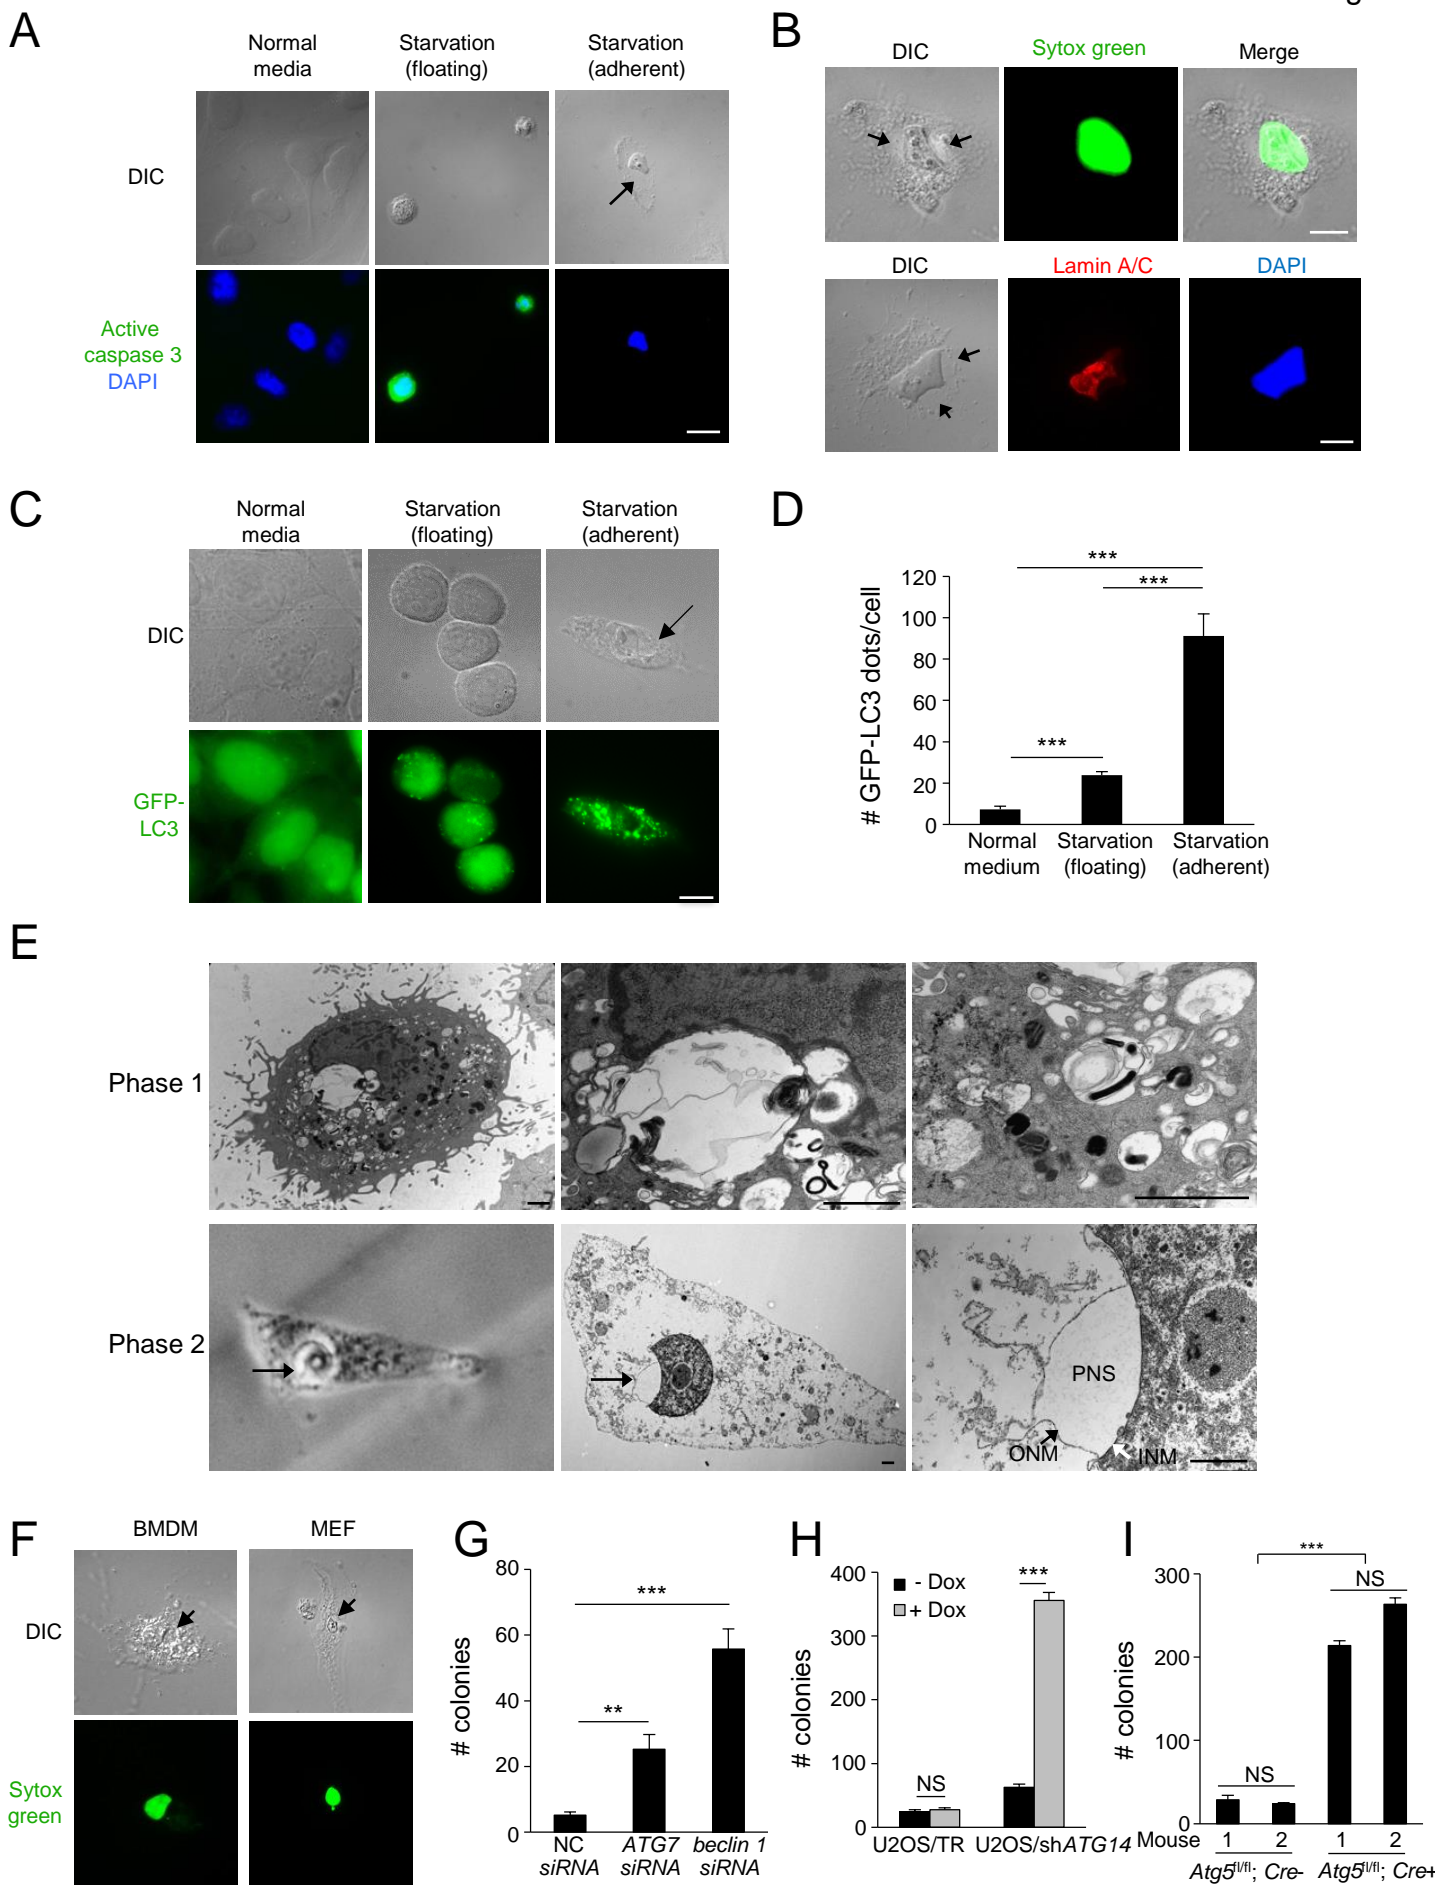 g
A
Normal
media
Starvation
(floating)
Starvation
(adherent)
DIC
Active
caspase 3
DAPI
B
DIC
Sytox green
Merge
DIC
Lamin A/C
DAPI
C
Normal
media
Starvation
(floating)
Starvation
(adherent)
DIC
GFP-
LC3
D
# GFP-LC3 dots/cell
120
100
80
60
40
20
0
***
***
***
Normal
medium
Starvation
(floating)
Starvation
(adherent)
E
Phase 1
Phase 2
PNS
ONM
INM
F
BMDM
MEF
DIC
Sytox
green
G
# colonies
80
60
40
20
0
***
**
NC
siRNA
ATG7
siRNA
beclin 1
siRNA
H
# colonies
400
300
200
100
0
- Dox
+ Dox
***
NS
U2OS/TR
U2OS/shATG14
I
# colonies
300
200
100
0
***
NS
NS
Mouse 1 2 1 2
Atg5fl/fl; Cre-
Atg5fl/fl; Cre+